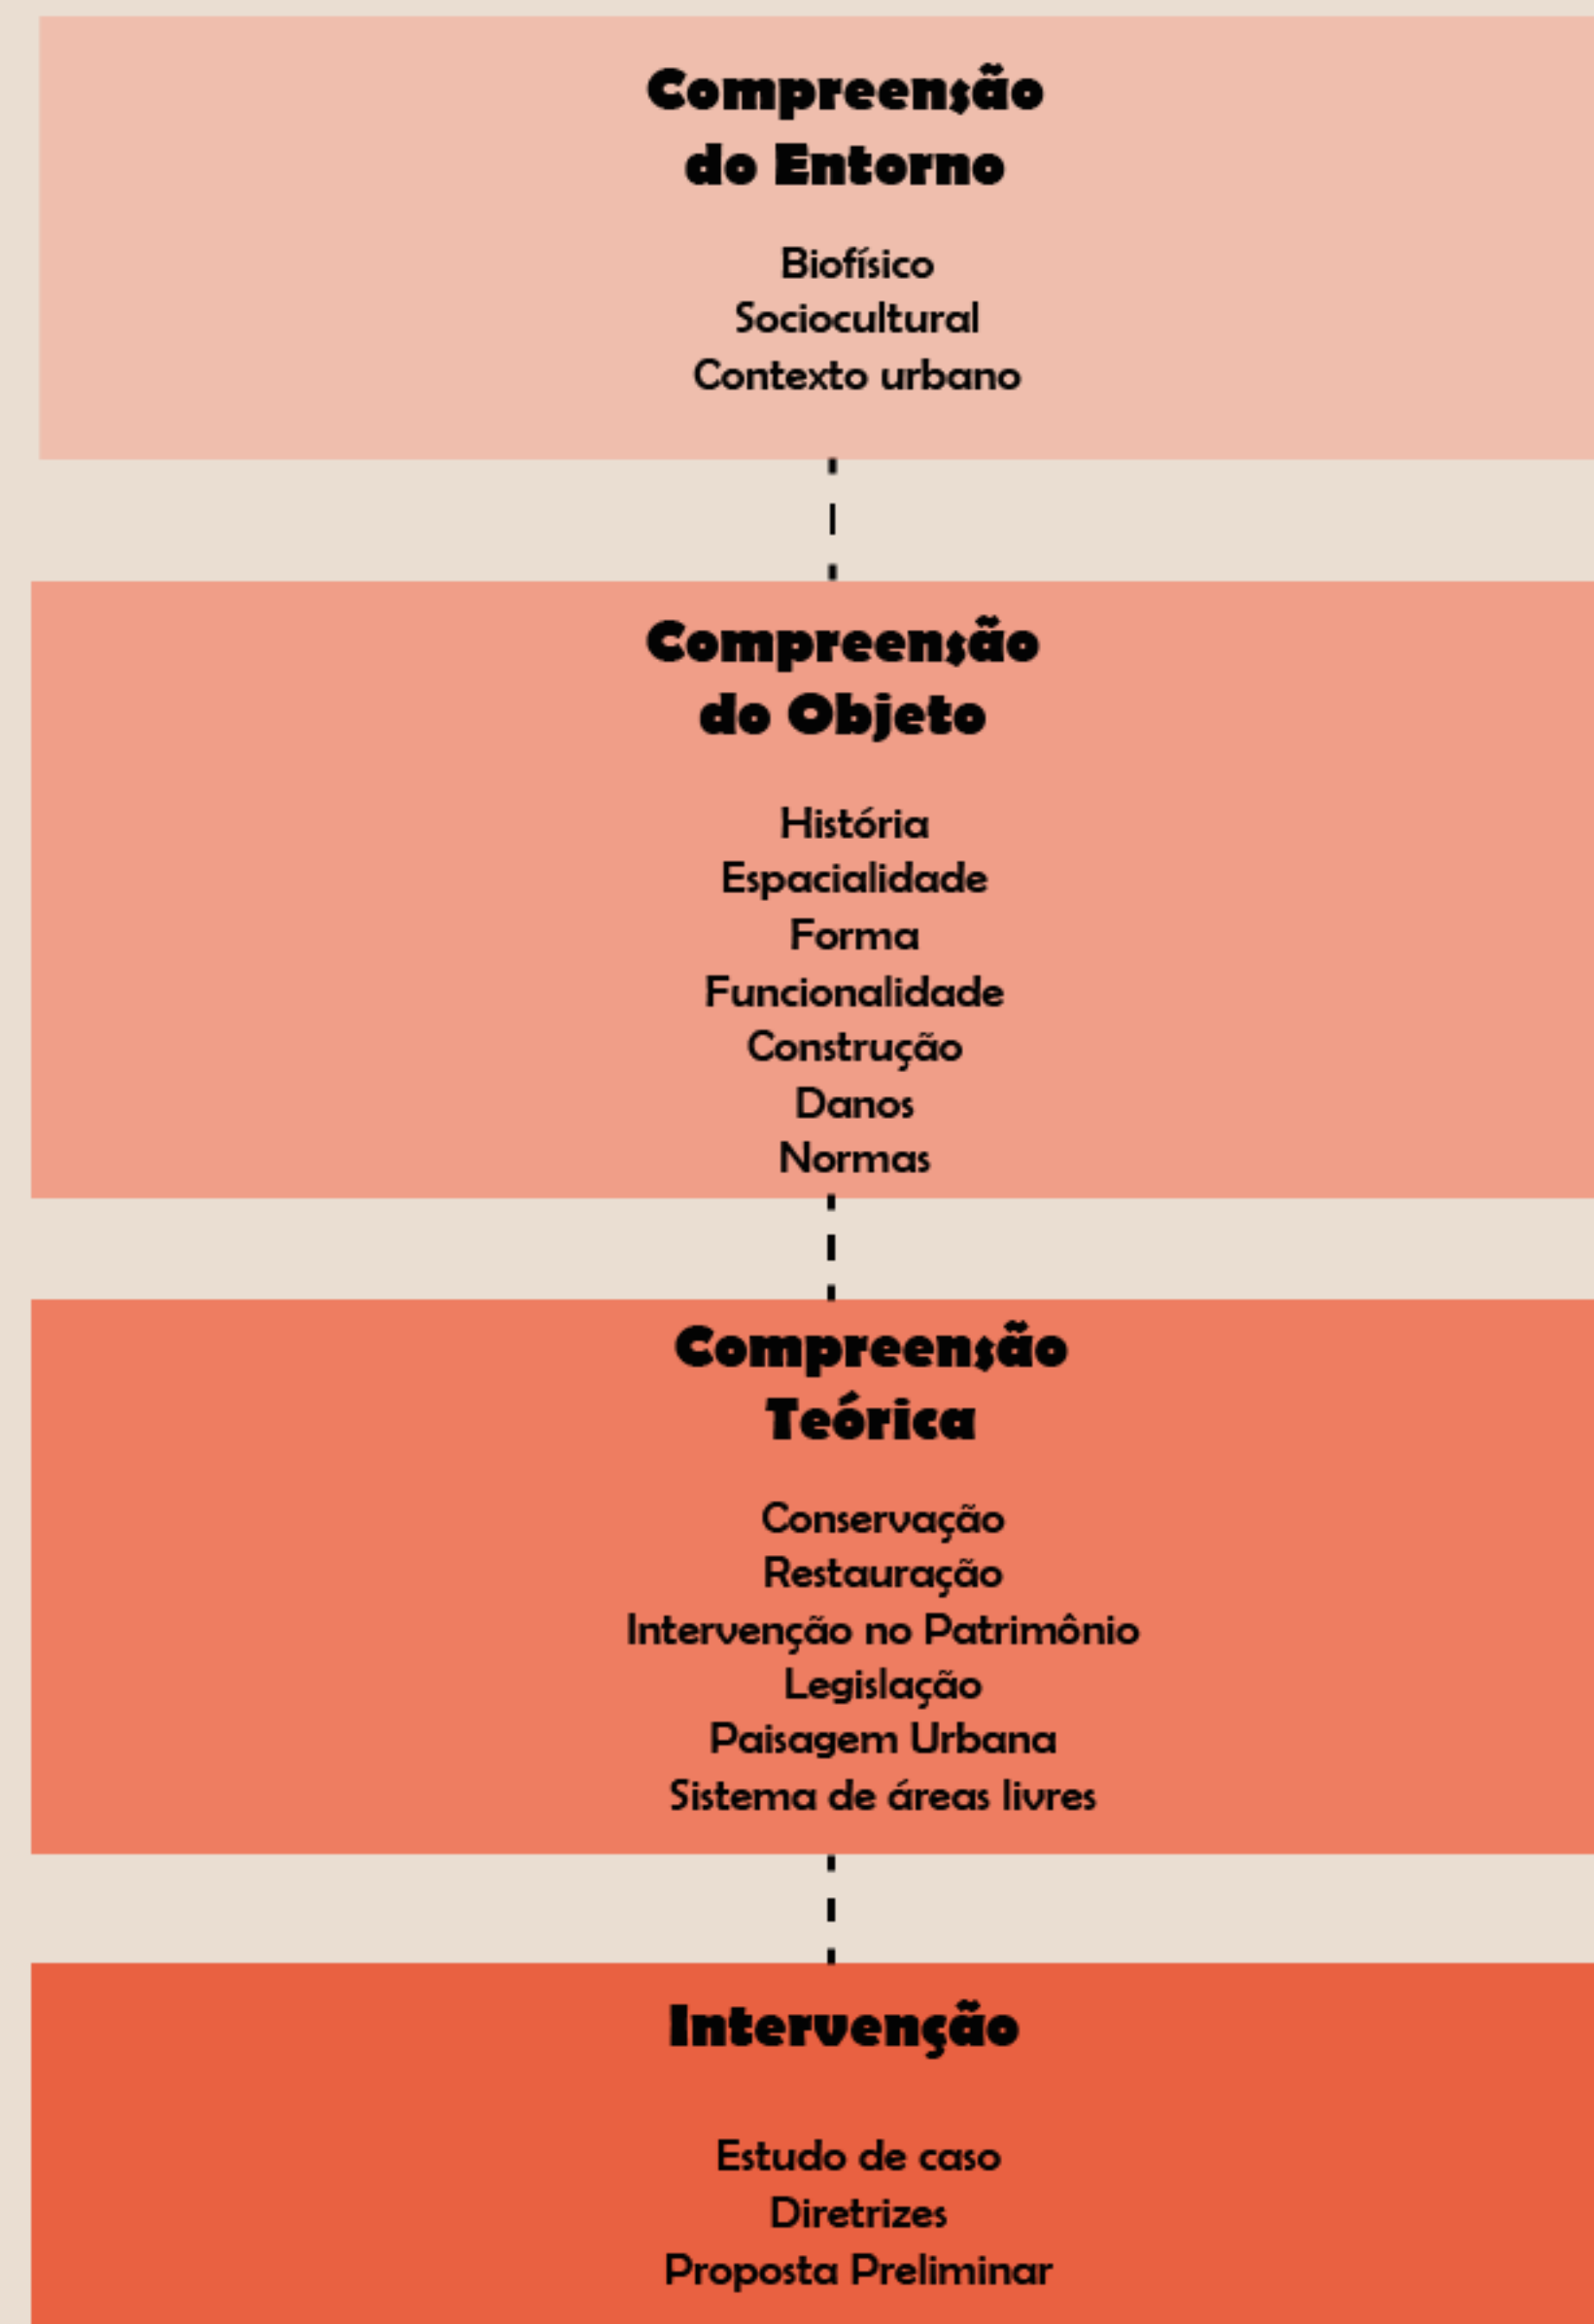 Compreensão
do Entorno
Biofísico
Sociocultural
Contexto urbano
Compreensão
do Objeto
História
Espacialidade
Forma
Funcionalidade
Construção
Danos
Normas
Compreensão
Teórica
Conservação
Restauração
Intervenção no Patrimônio
Legislação
Paisagem Urbana
Sistema de áreas livres
Intervenção
Estudo de caso
Diretrizes
Proposta Preliminar